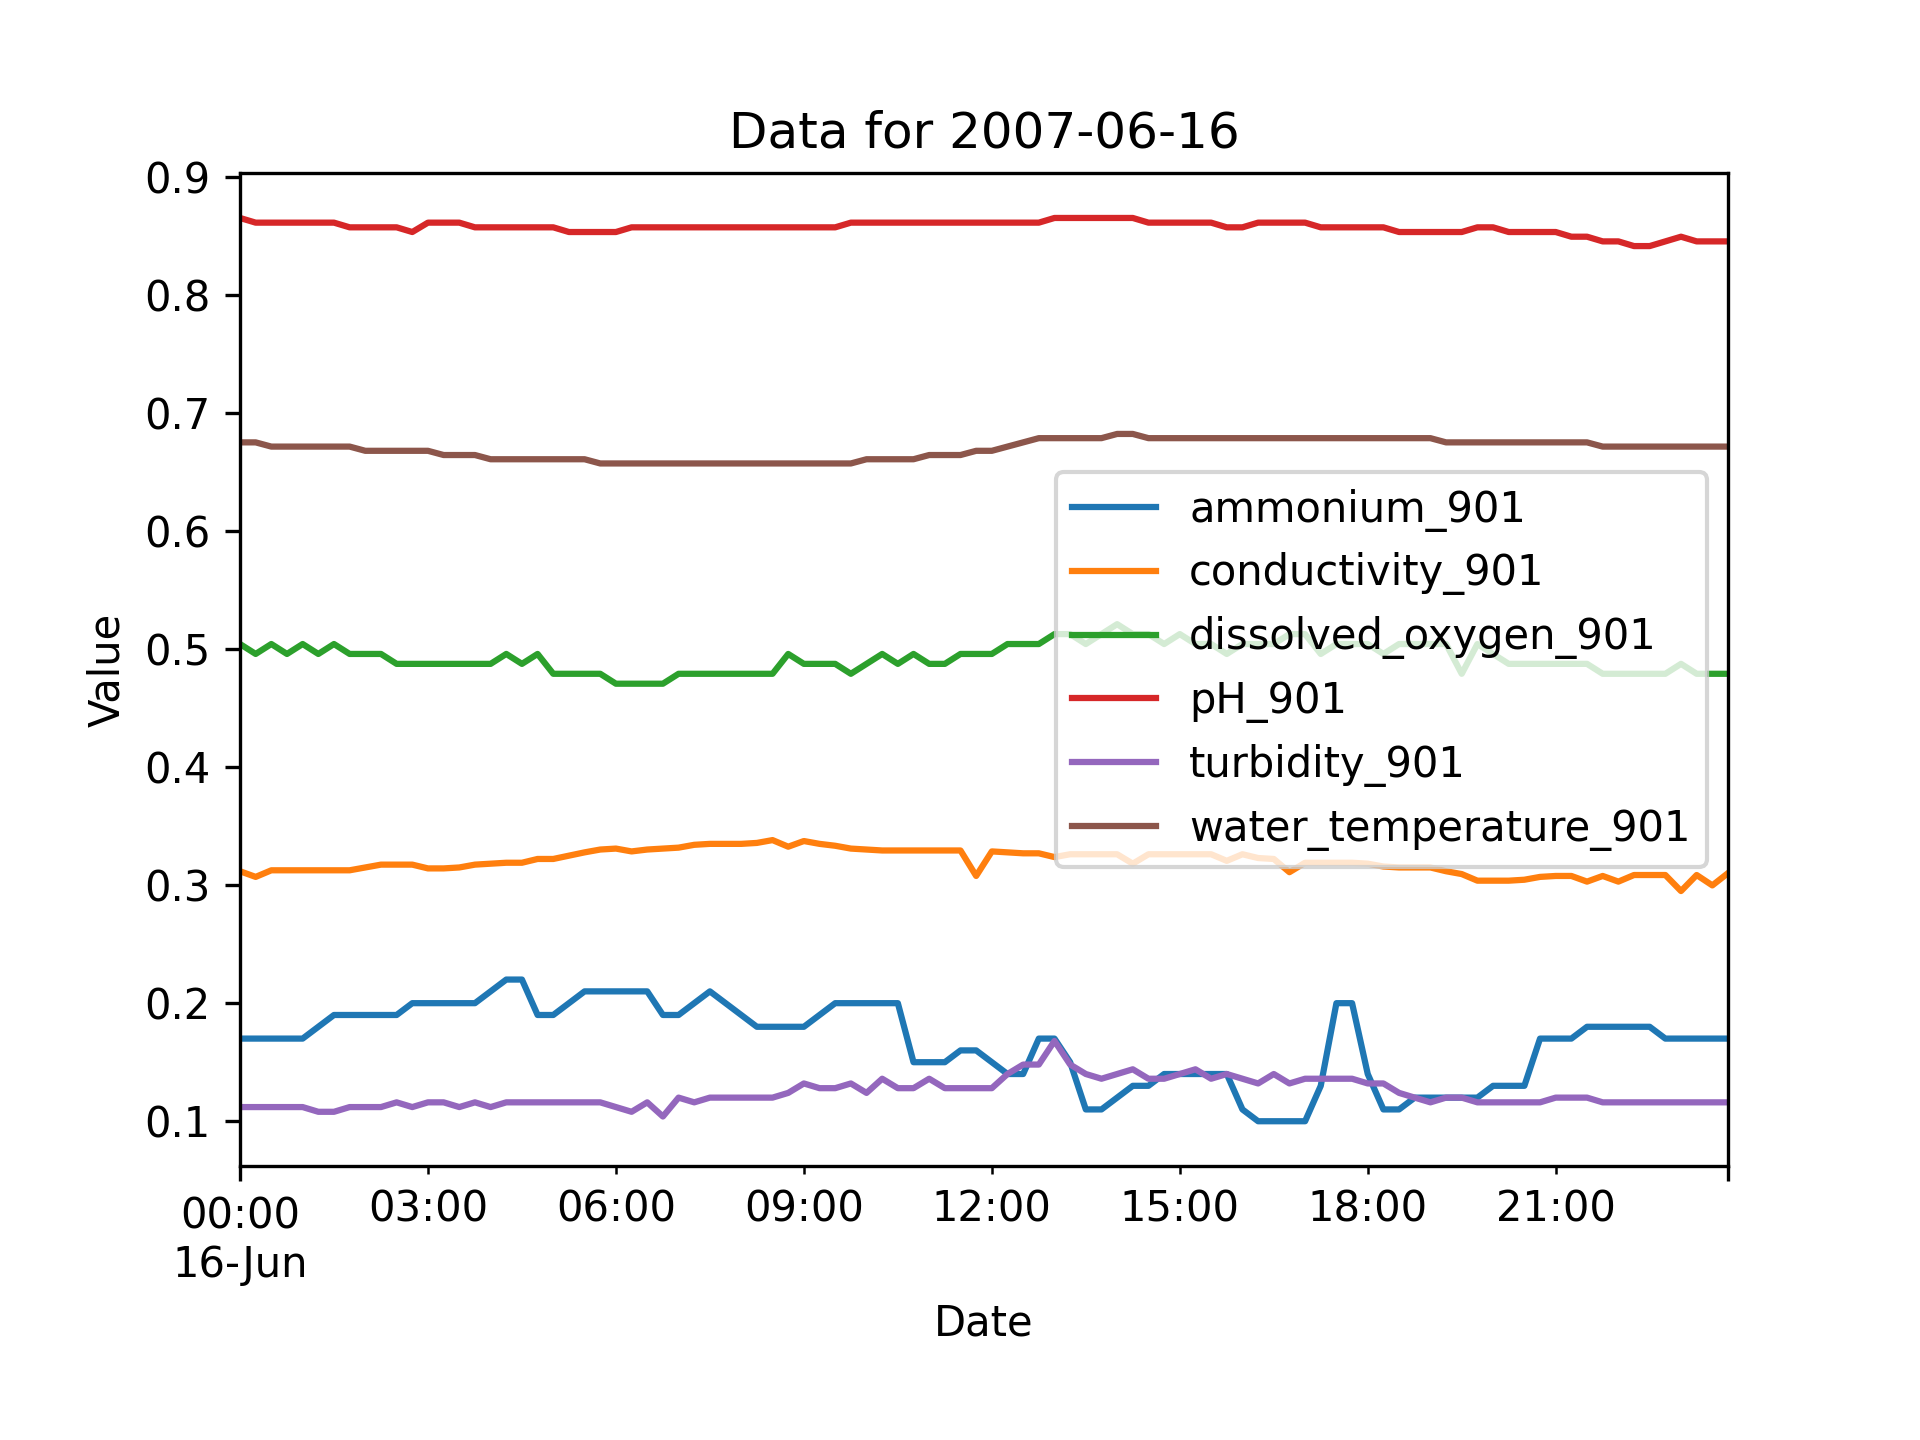 Data for 2007-06-16
Value
0.9
0.8
0.7
0.6
0.5
0.4
0.3
0.2
0.1
ammonium_901
conductivity_901
dissolved_oxygen_901
pH_901
turbidity_901
water_temperature_901
00:00 03:00 06:00 09:00 12:00 15:00 18:00 21:00
16-Jun
Date